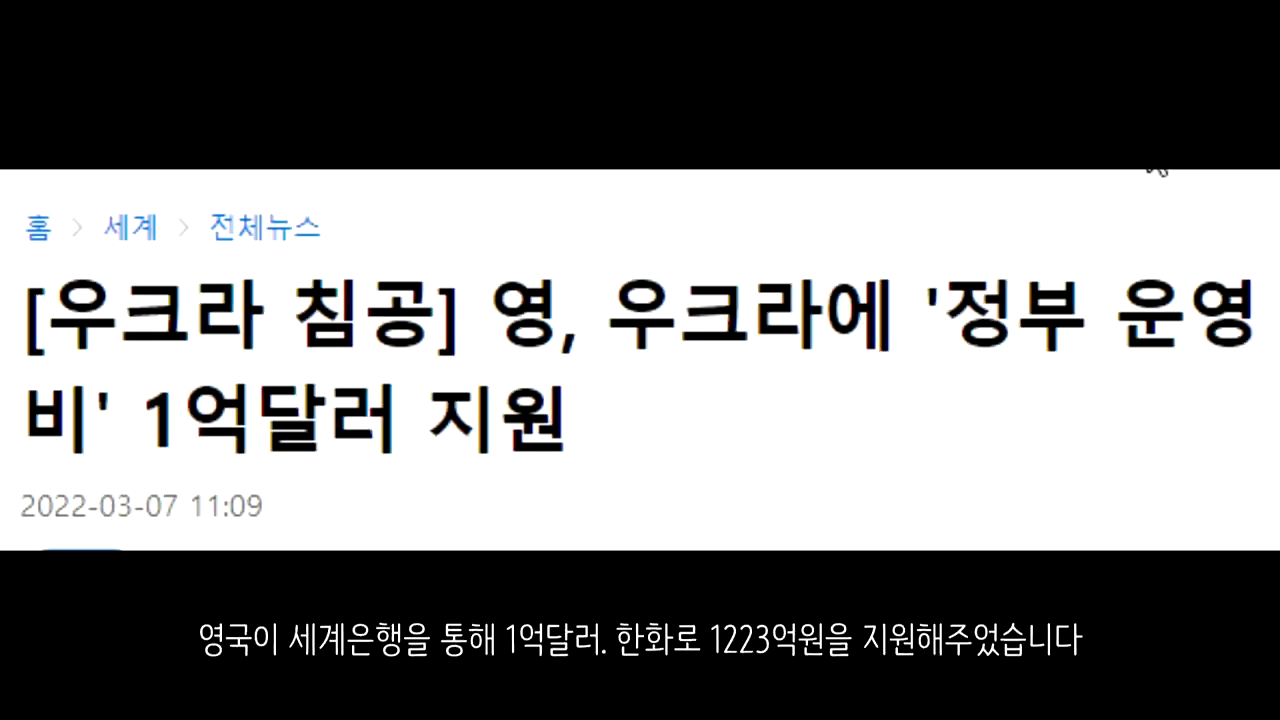 홈 > 세계 > 전체뉴스
[우크라 침공] 영, 우크라에 '정부 운영
비' 1억달러 지원
2022-03-07 11:09
영국이 세계은행을 통해 1억달러. 한화로 1223억원을 지원해주었습니다